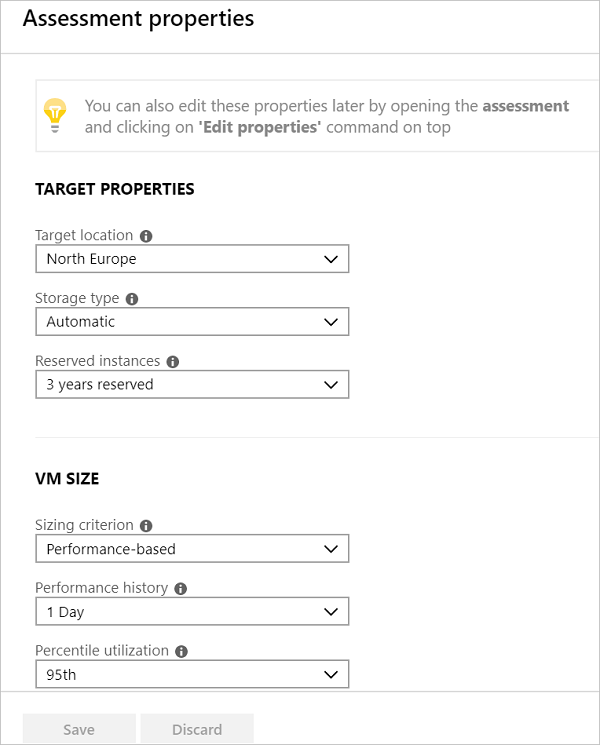 Assessment properties
You can also edit these properties later by opening the assessment
and clicking on 'Edit properties' command on top
TARGET PROPERTIES
Target location
North Europe
Storage type
Automatic
Reserved instances
3 years reserved
VM SIZE
Sizing criterion
Performance-based
Performance history
1 Day
Percentile utilization
95th
Save Discard